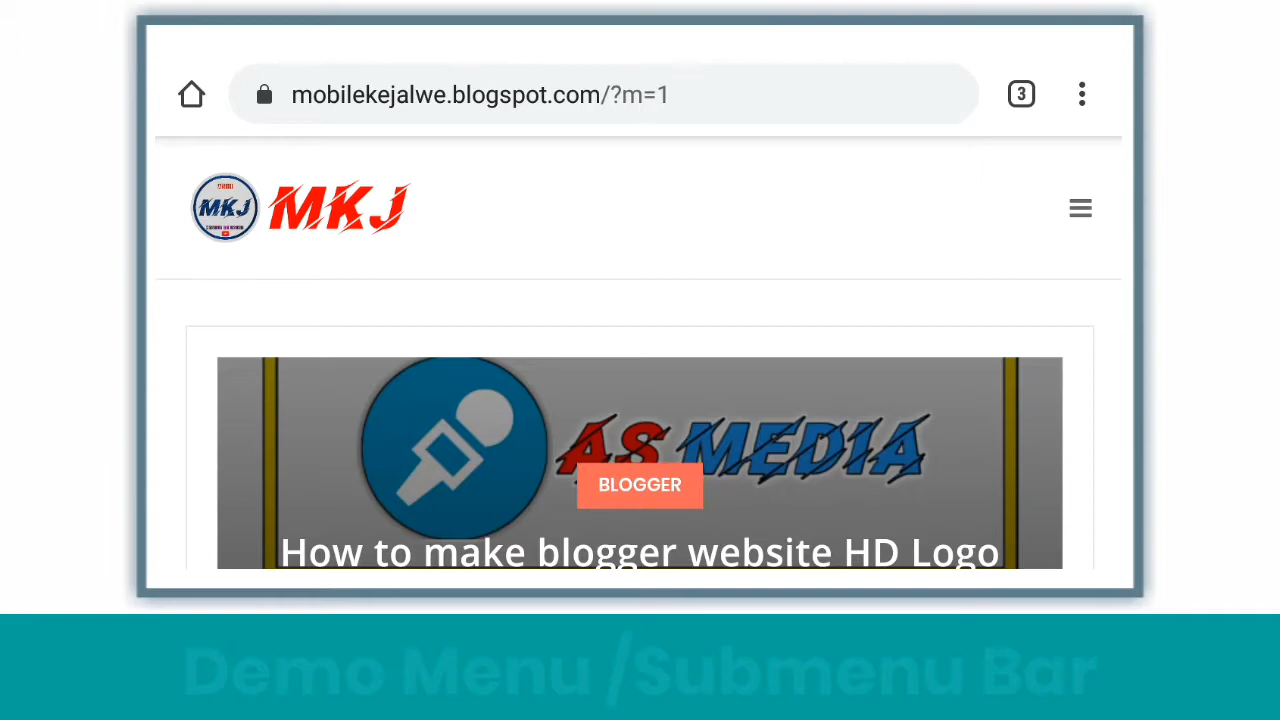 mobilekejalwe.blogspot.com/?m=1
3
MKJ
MKJ
AS MEDIA
BLOGGER
How to make blogger website HD Logo
Demo Menu /Submenu Bar